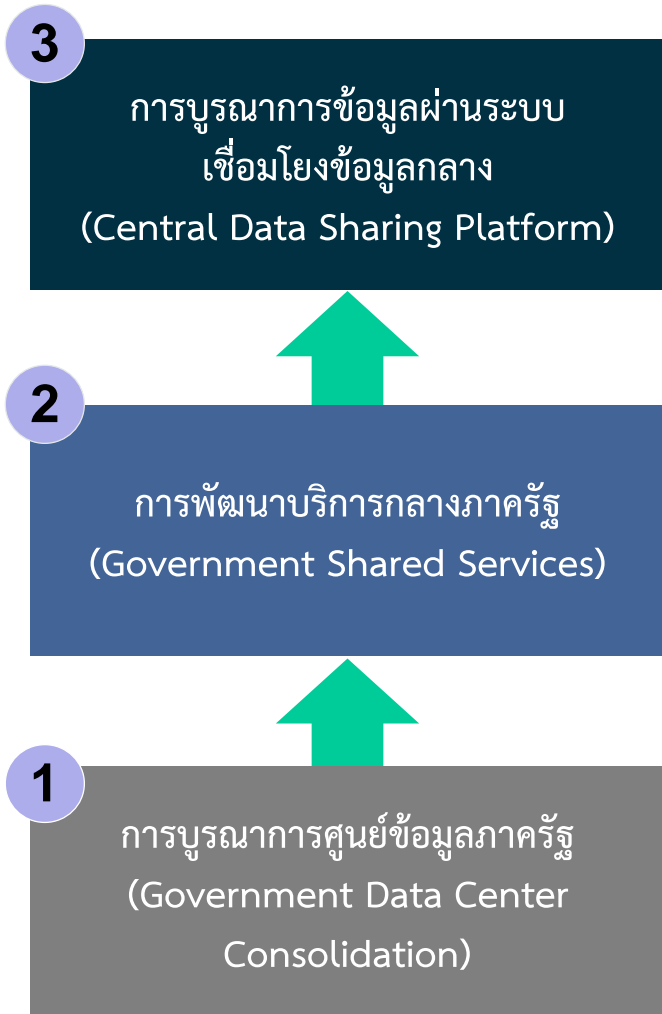 3
การบูรณาการข้อมูลผ่านระบบ
เชื่อมโยงข้อมูลกลาง
(Central Data Sharing Platform)
2
การพัฒนาบริการกลางภาครัฐ
(Government Shared Services)
1
การบูรณาการศูนย์ข้อมูลภาครัฐ
(Government Data Center
Consolidation)